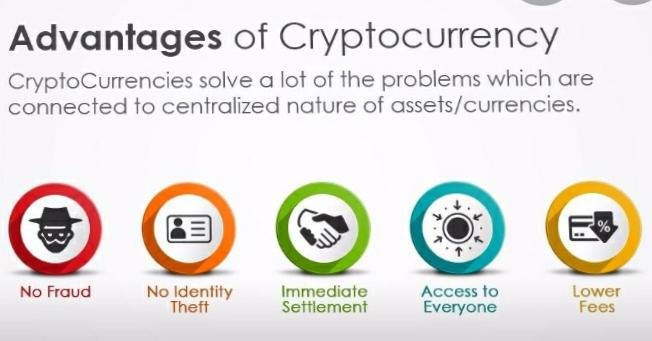 Advantages of Cryptocurrency
CryptoCurrencies solve a lot of the problems which are
connected to centralized nature of assets/currencies.
%
No Fraud
No Identity
Theft
Immediate
Settlement
Access to
Everyone
Lower
Fees